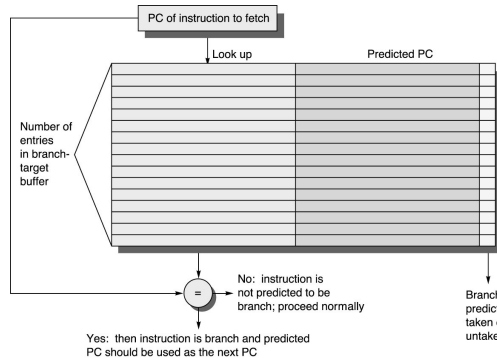 PC of instruction to fetch
Look up
Predicted PC
Number of
entries
in branch-
target
buffer
=
No: instruction is
not predicted to be
branch; proceed normally
Yes: then instruction is branch and predicted
PC should be used as the next PC
Branch
predict
taken
untake